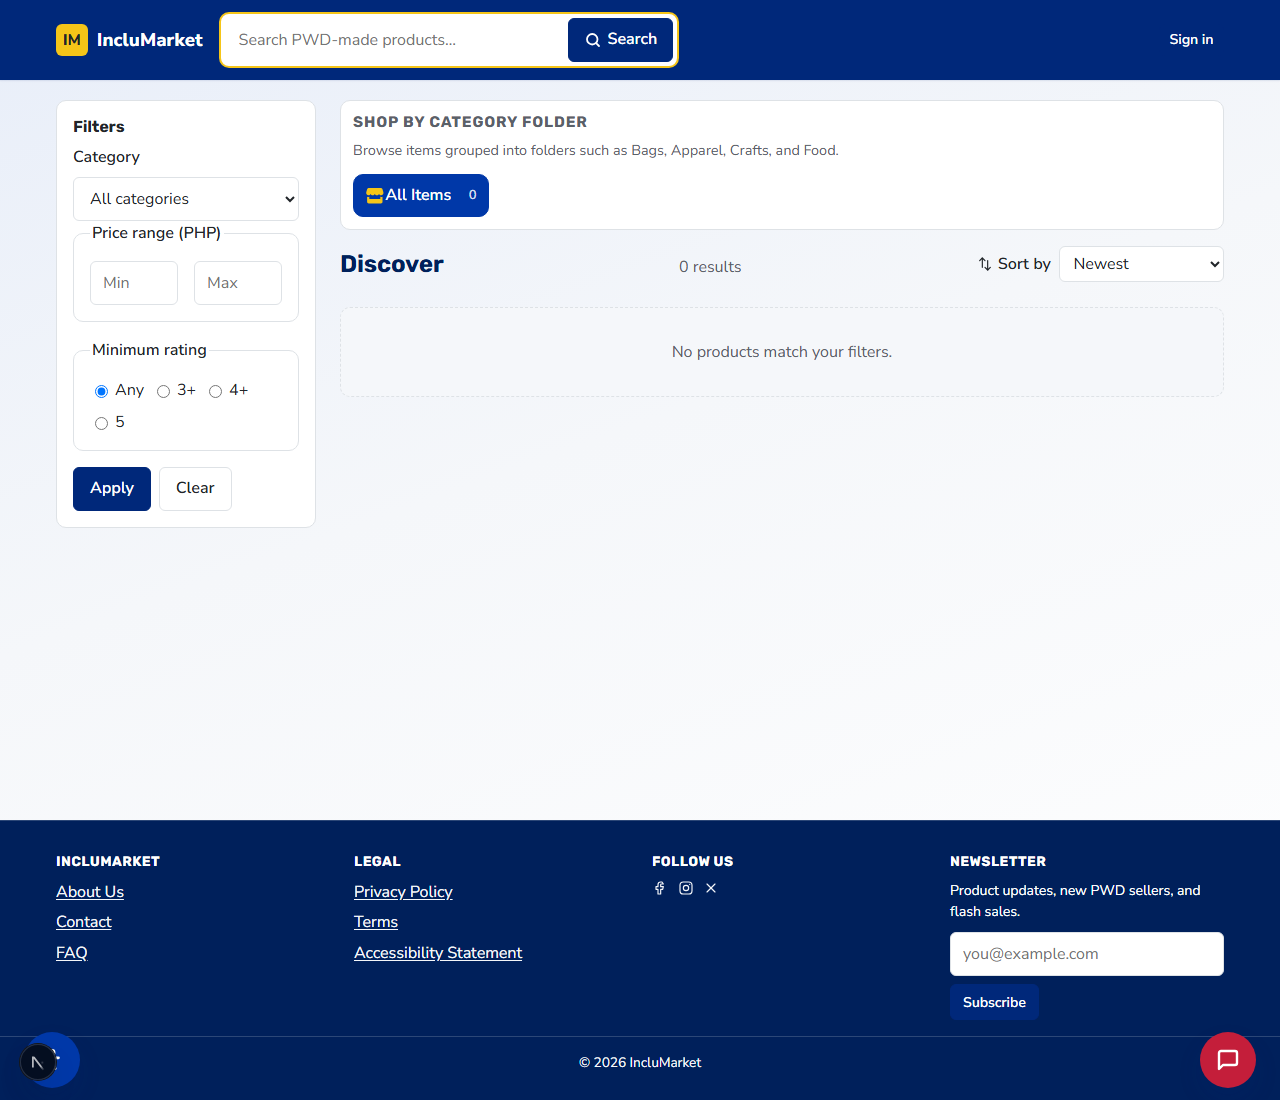 IM IncluMarket
Search PWD-made products...
Search
Sign in
Filters
Category
All categories
Price range (PHP)
Min
Max
Minimum rating
Any
3+
4+
5
Apply
Clear
SHOP BY CATEGORY FOLDER
Browse items grouped into folders such as Bags, Apparel, Crafts, and Food.
All Items 0
Discover
0 results
Sort by
Newest
No products match your filters.
INCLUMARKET
About Us
Contact
FAQ
LEGAL
Privacy Policy
Terms
Accessibility Statement
FOLLOW US
NEWSLETTER
Product updates, new PWD sellers, and
flash sales.
you@example.com
Subscribe
N
© 2026 IncluMarket